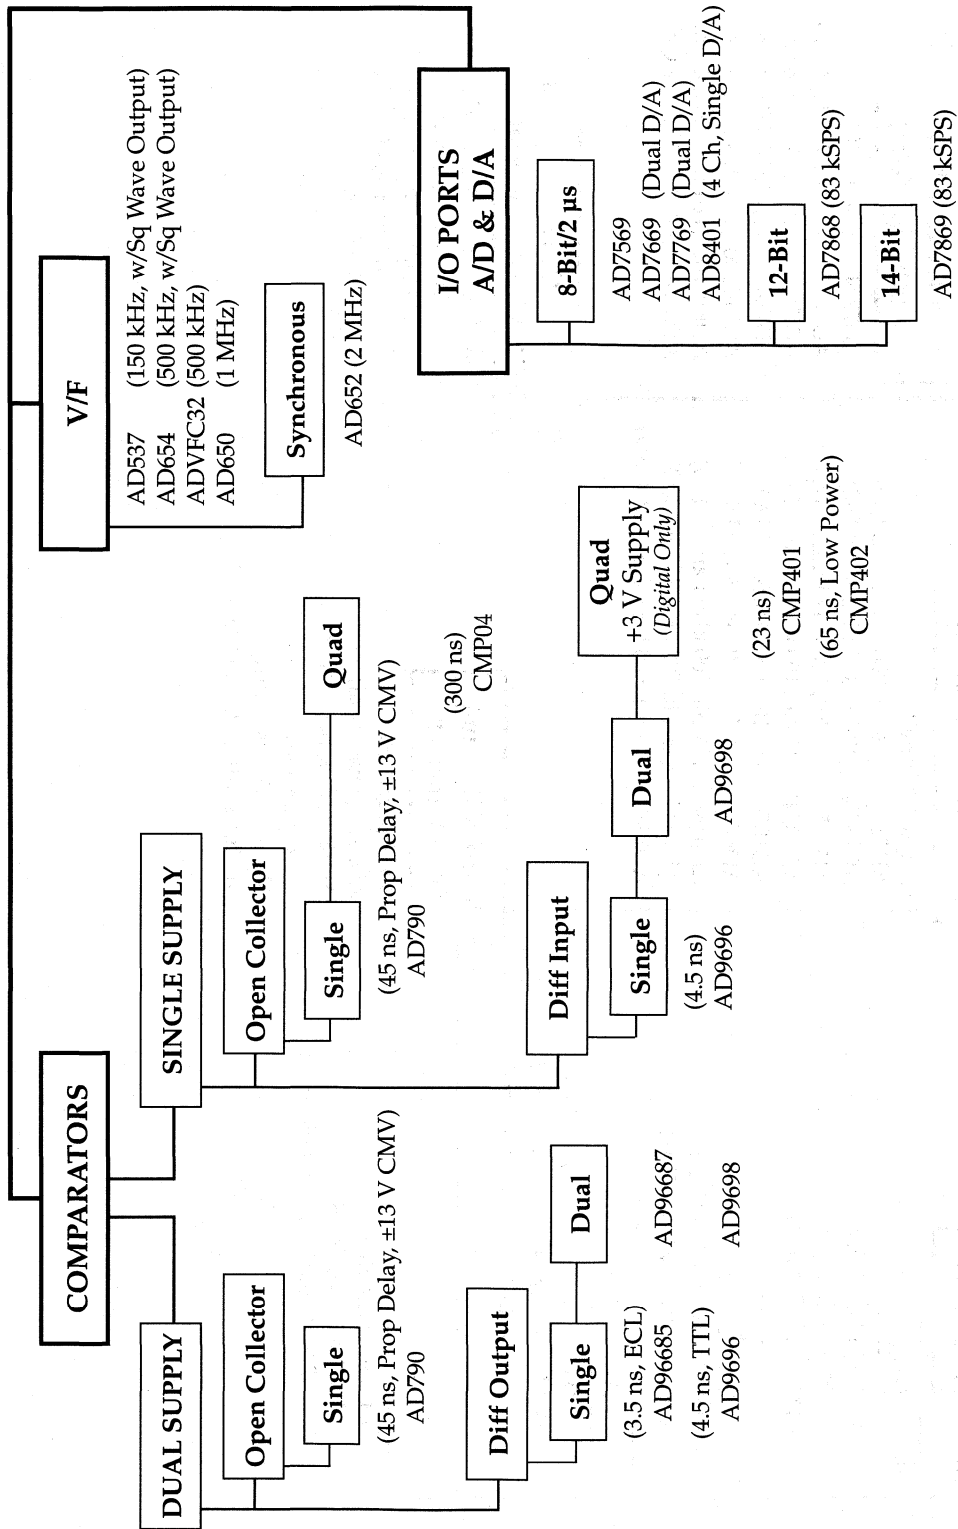 COMPARATORS
DUAL SUPPLY
Open Collector
Single
(45 ns, Prop Delay, ±13 V CMV)
AD790
Diff Output
Single
Dual
(3.5 ns, ECL)
AD96685
AD96687
(4.5 ns, TTL)
AD9696
AD9698
SINGLE SUPPLY
Open Collector
Single
Quad
(45 ns, Prop Delay, ±13 V CMV)
AD790
(300 ns)
CMP04
Diff Input
Single
Dual
Quad
+3 V Supply
(Digital Only)
(4.5 ns)
AD9696
AD9698
(23 ns)
CMP401
(65 ns, Low Power)
CMP402
V/F
AD537 (150 kHz, w/Sq Wave Output)
AD654 (500 kHz, w/Sq Wave Output)
ADVFC32 (500 kHz)
AD650 (1 MHz)
Synchronous
AD652 (2 MHz)
I/O PORTS
A/D & D/A
8-Bit/2 µs
AD7569
AD7669 (Dual D/A)
AD7769 (Dual D/A)
AD8401 (4 Ch, Single D/A)
12-Bit
AD7868 (83 kSPS)
14-Bit
AD7869 (83 kSPS)